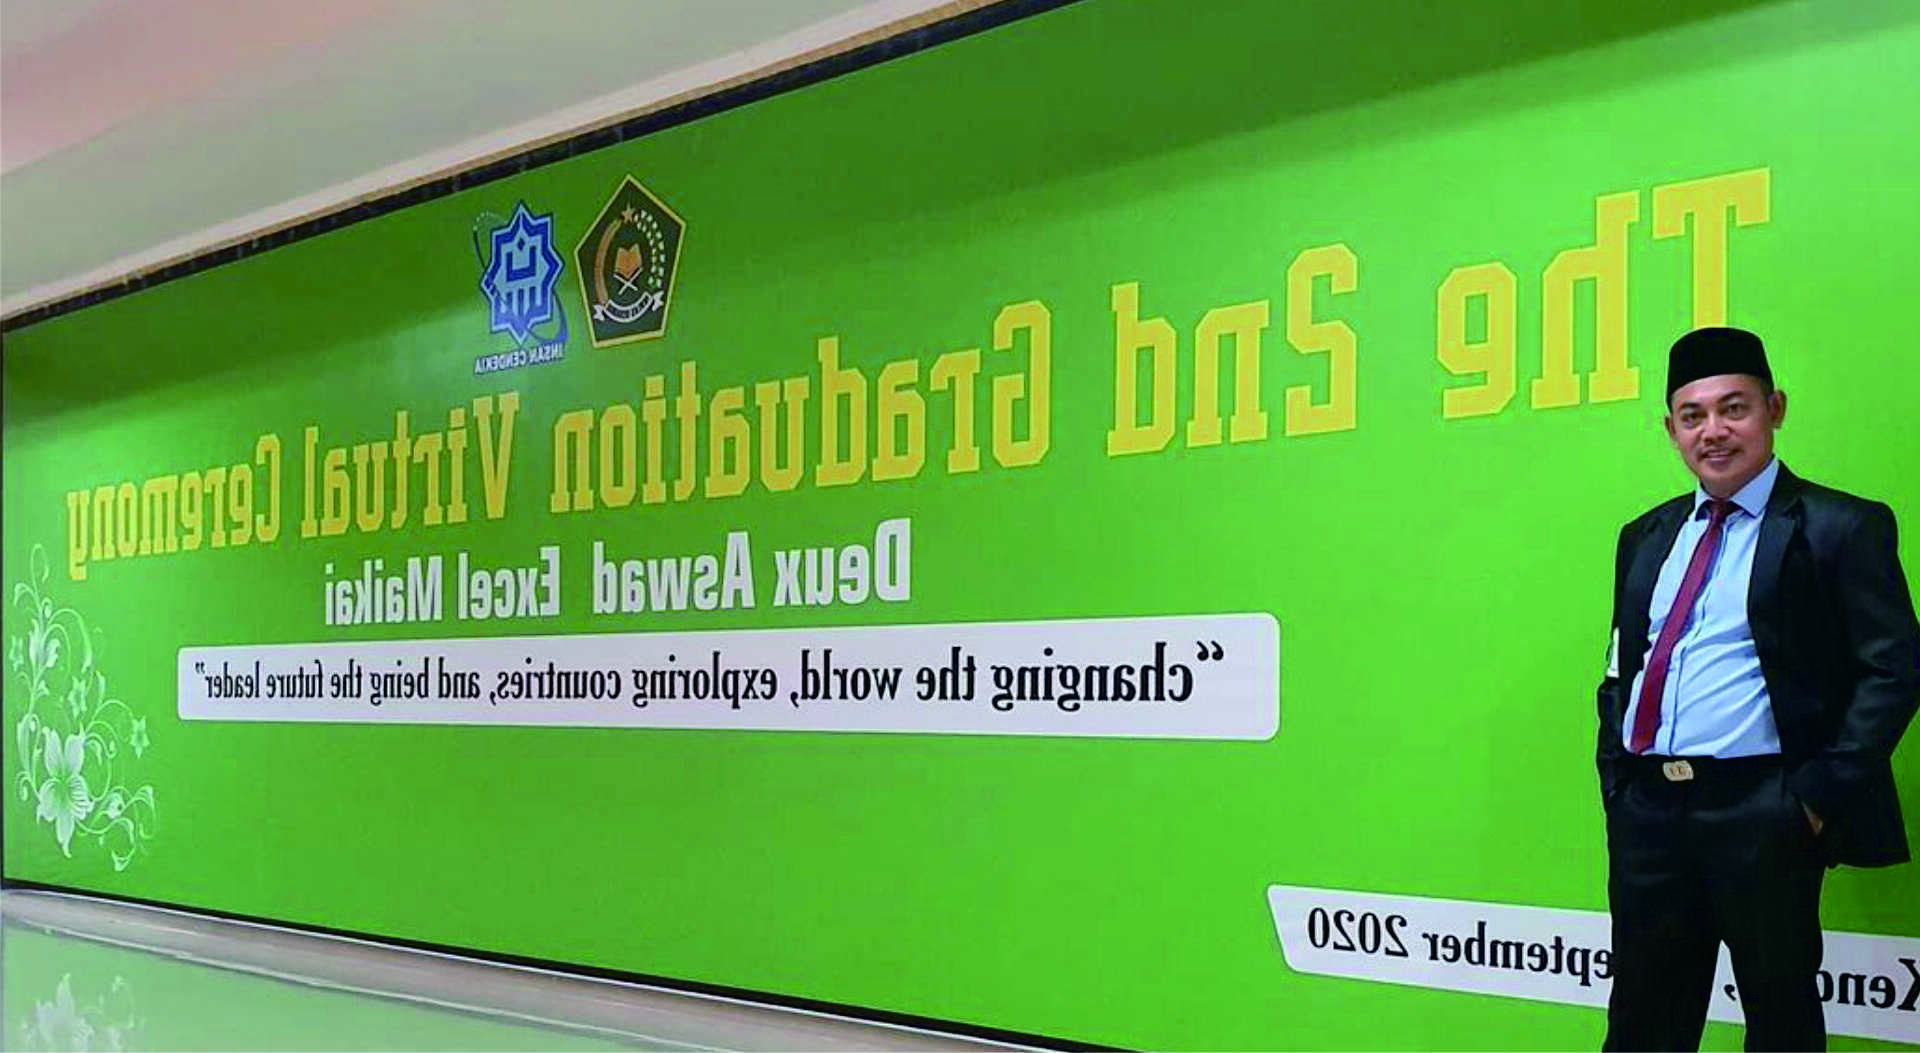 The 2nd Graduation Virtual Ceremony
INSAN CENDEKIA
Deux Aswad Excel Maikai
“changing the world, exploring countries, and being the future leader”
eptember 2020